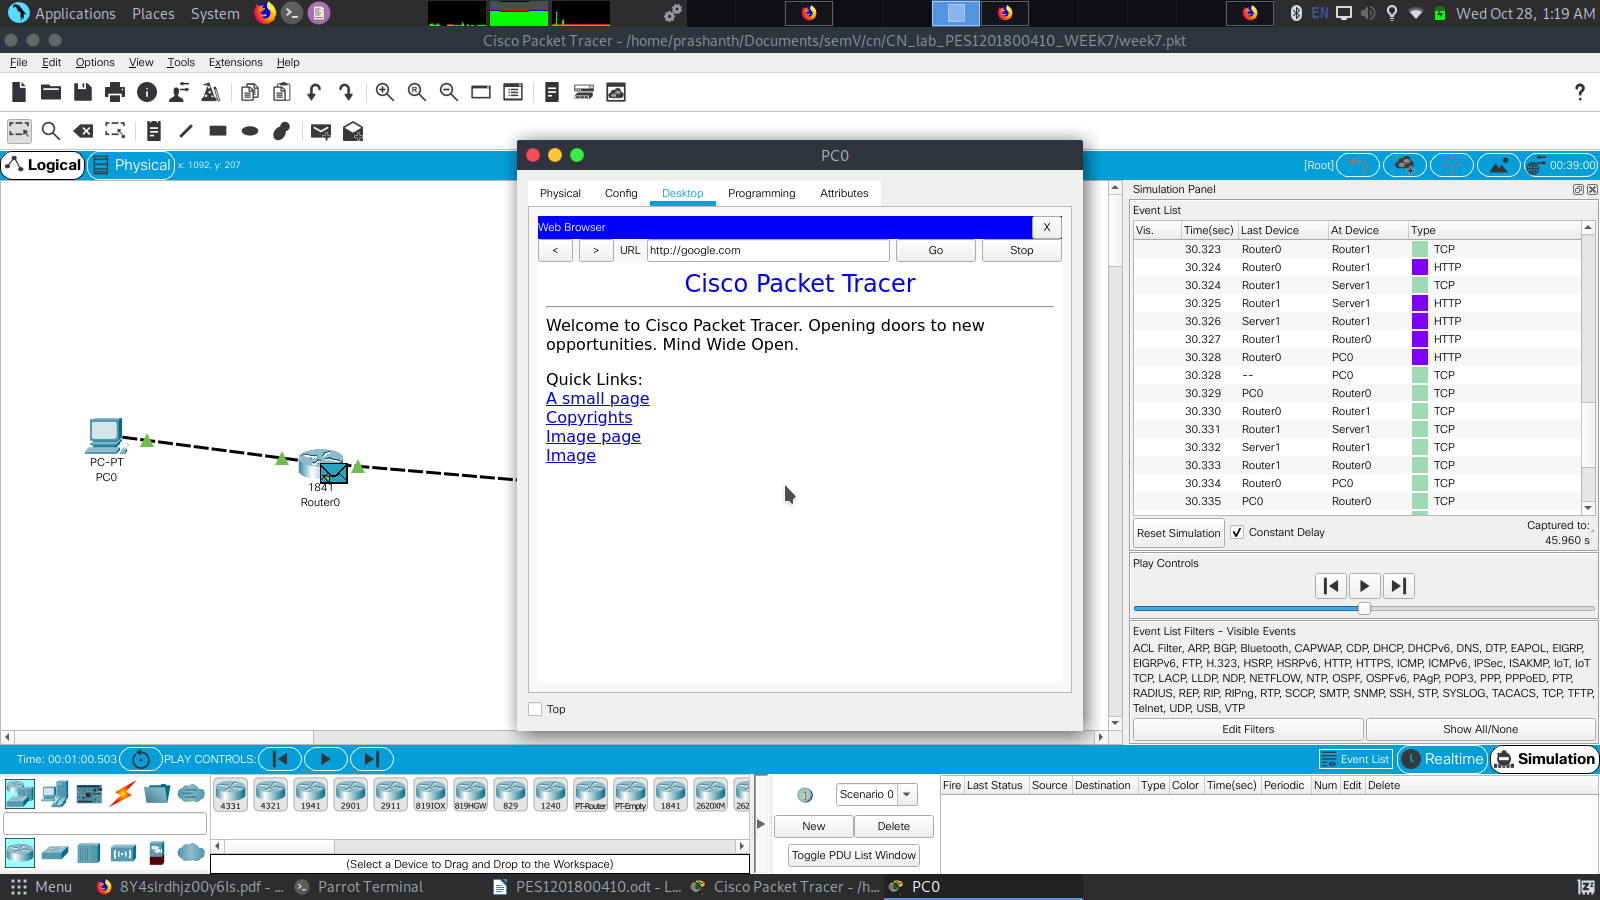 Applications Places System EN Wed Oct 28, 1:19 AM
Cisco Packet Tracer - /home/prashanth/Documents/semV/cn/CN_lab_PES1201800410_WEEK7/week7.pkt
File Edit Options View Tools Extensions Help
?
Logical Physical x: 1092, y: 207 [Root] 00:39:00
PC-PT
PC0
1841
Router0
PC0
Physical Config Desktop Programming Attributes
Web Browser X
< > URL http://google.com Go Stop
Cisco Packet Tracer
Welcome to Cisco Packet Tracer. Opening doors to new
opportunities. Mind Wide Open.
Quick Links:
A small page
Copyrights
Image page
Image
Top
Simulation Panel
Event List
Vis. Time(sec) Last Device At Device Type
30.323 Router0 Router1 TCP
30.324 Router0 Router1 HTTP
30.324 Router1 Server1 TCP
30.325 Router1 Server1 HTTP
30.326 Server1 Router1 HTTP
30.327 Router1 Router0 HTTP
30.328 Router0 PC0 HTTP
30.328 -- PC0 TCP
30.329 PC0 Router0 TCP
30.330 Router0 Router1 TCP
30.331 Router1 Server1 TCP
30.332 Server1 Router1 TCP
30.333 Router1 Router0 TCP
30.334 Router0 PC0 TCP
30.335 PC0 Router0 TCP
Reset Simulation Constant Delay Captured to:
45.960 s
Play Controls
Event List Filters - Visible Events
ACL Filter, ARP, BGP, Bluetooth, CAPWAP, CDP, DHCP, DHCPv6, DNS, DTP, EAPOL, EIGRP,
EIGRPv6, FTP, H.323, HSRP, HSRPv6, HTTP, HTTPS, ICMP, ICMPv6, IPSec, ISAKMP, IoT, IoT
TCP, LACP, LLDP, NDP, NETFLOW, NTP, OSPF, OSPFv6, PAgP, POP3, PPP, PPPoED, PTP,
RADIUS, REP, RIP, RIPng, RTP, SCCP, SMTP, SNMP, SSH, STP, SYSLOG, TACACS, TCP, TFTP,
Telnet, UDP, USB, VTP
Edit Filters Show All/None
Time: 00:01:00.503 PLAY CONTROLS: Event List Realtime Simulation
4331 4321 1941 2901 2911 819IOX 819HGW 829 1240 PT-Router PT-Empty 1841 2620XM 262
(Select a Device to Drag and Drop to the Workspace)
Scenario 0
New Delete
Toggle PDU List Window
Fire Last Status Source Destination Type Color Time(sec) Periodic Num Edit Delete
Menu 8Y4slrdhjz00y6Is.pdf - ... Parrot Terminal PES1201800410.odt - L... Cisco Packet Tracer - /h... PC0